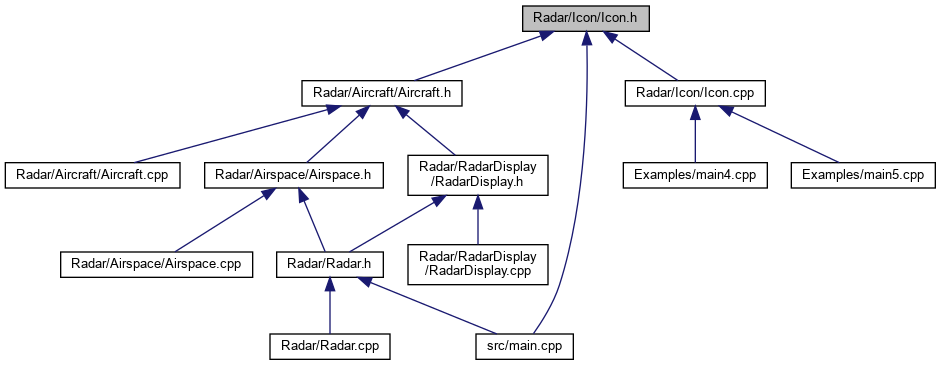 Radar/Icon/Icon.h
Radar/Aircraft/Aircraft.h
Radar/Icon/Icon.cpp
Radar/Aircraft/Aircraft.cpp
Radar/Airspace/Airspace.h
Radar/RadarDisplay
/RadarDisplay.h
Examples/main4.cpp
Examples/main5.cpp
Radar/Airspace/Airspace.cpp
Radar/Radar.h
Radar/RadarDisplay
/RadarDisplay.cpp
Radar/Radar.cpp
src/main.cpp